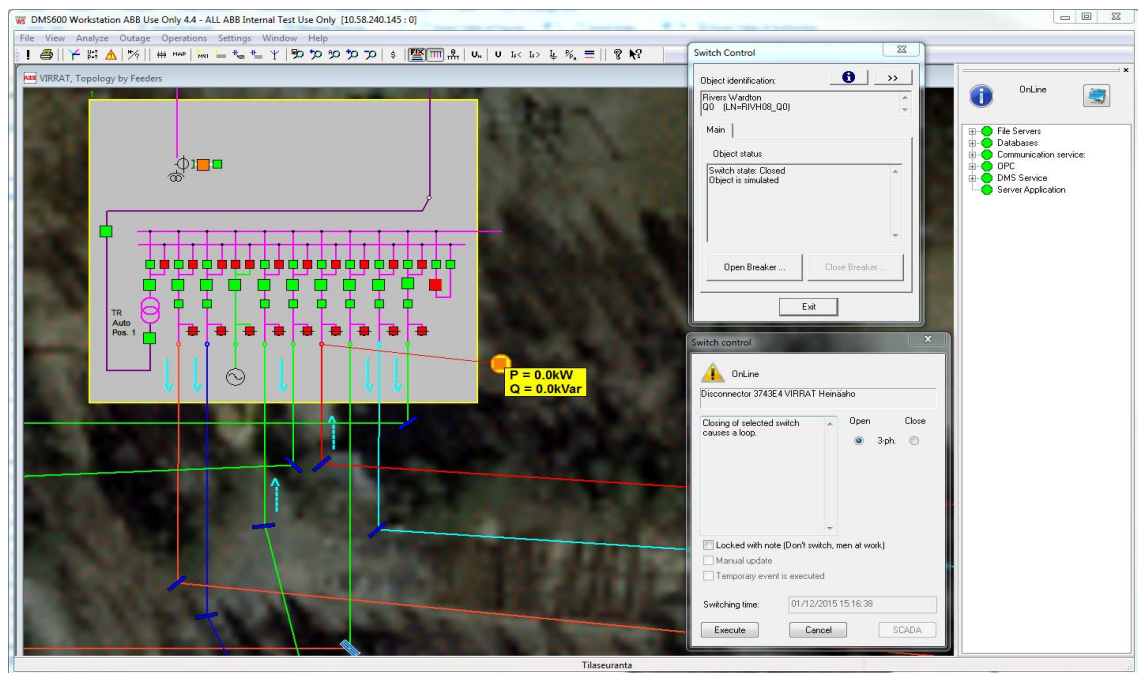 DMS600 Workstation ABB Use Only 4.4 - ALL ABB Internal Test Use Only [10.58.240.145 : 0]
File View Analyze Outage Operations Settings Window Help
MAP
VIRRAT, Topology by Feeders
1
TR
Auto
Pos. 1
P = 0.0kW
Q = 0.0kVar
Switch Control
Object identification:
>>
Rivers Wardton
Q0 (LN=RIVH08_Q0)
Main
Object status
Switch state: Closed
Object is simulated
Open Breaker ...
Close Breaker ...
Exit
Switch control
OnLine
Disconnector 3743E4 VIRRAT Heinäaho
Closing of selected switch
causes a loop.
Open Close
3-ph.
Locked with note (Don't switch, men at work)
Manual update
Temporary event is executed
Switching time: 01/12/2015 15:16:38
Execute Cancel SCADA
OnLine
File Servers
Databases
Communication service:
OPC
DMS Service
Server Application
Tilaseuranta